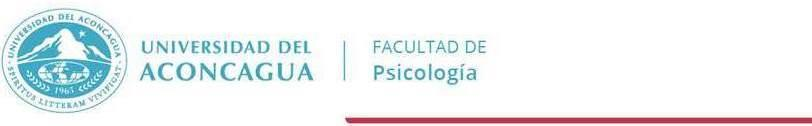 UNIVERSIDAD DEL ACONCAGUA
SPIRITUS LITTERAM VIVIFICAT
1965
UNIVERSIDAD DEL
ACONCAGUA
FACULTAD DE
Psicología